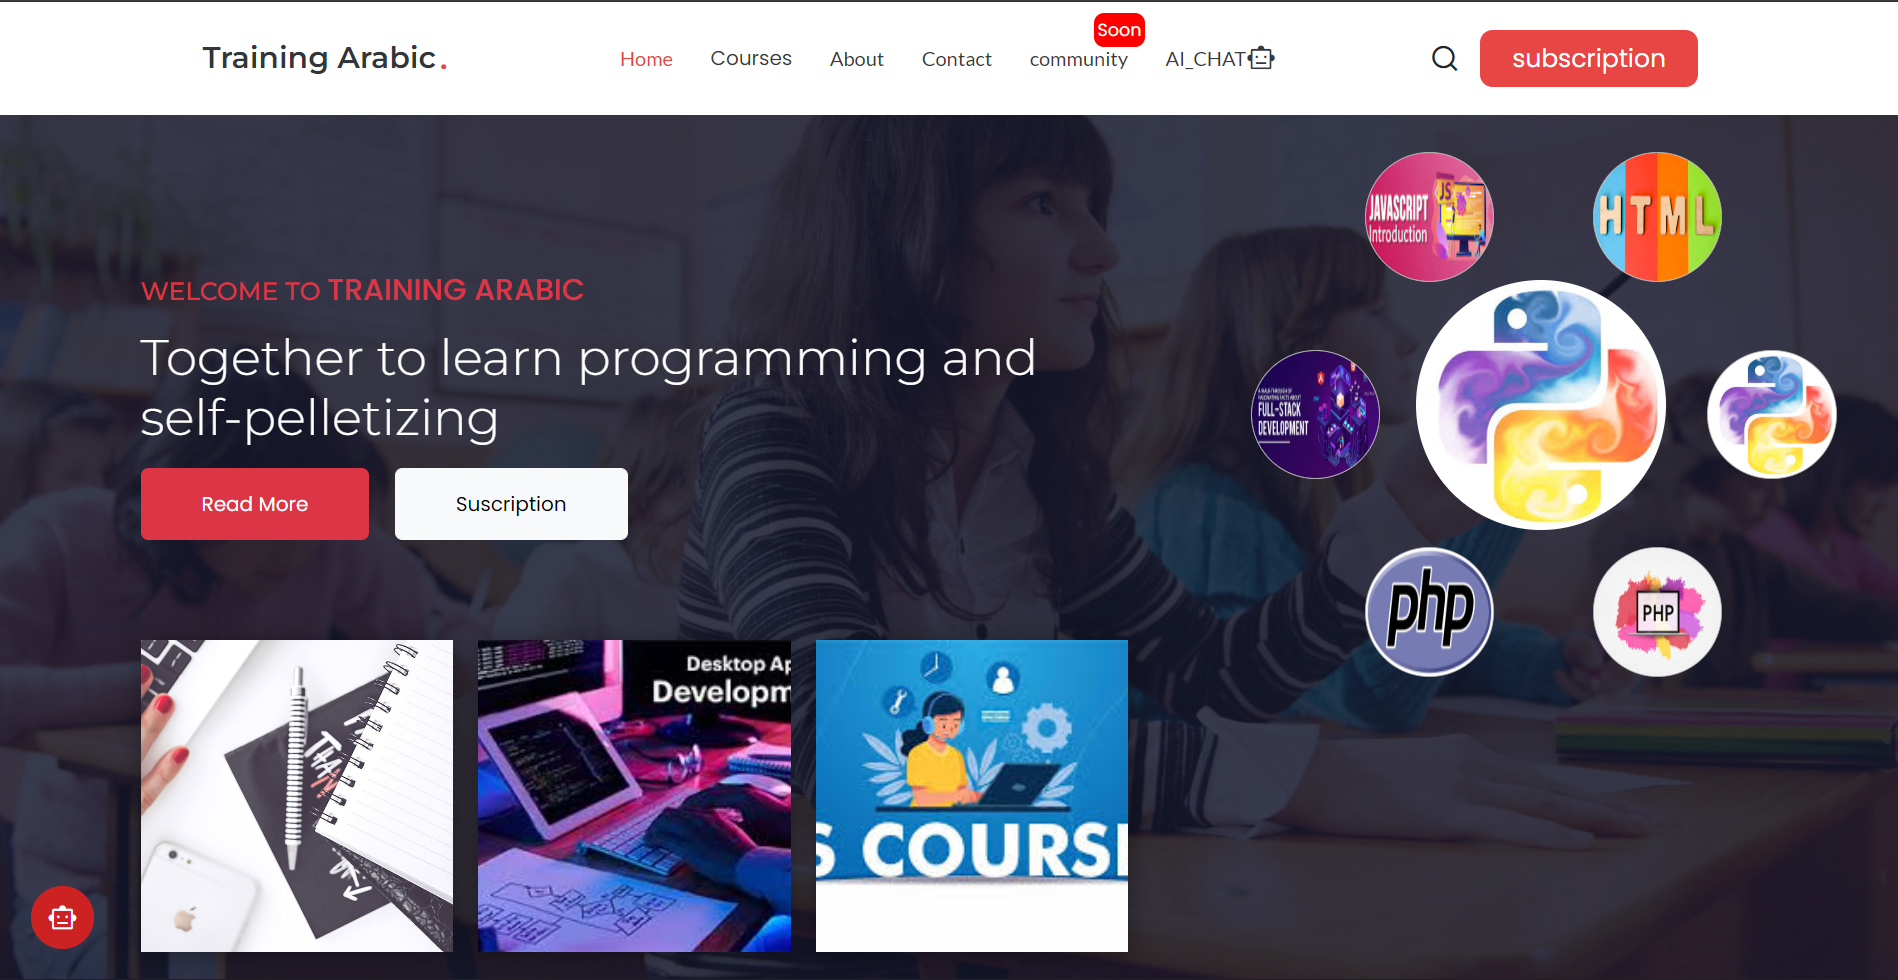 Training Arabic.
Home
Courses
About
Contact
Soon
community
AI_CHAT
subscription
WELCOME TO TRAINING ARABIC
Together to learn programming and
self-pelletizing
Read More
Suscription
JAVASCRIPT
Introduction
JS
HTML
FULL-STACK
DEVELOPMENT
php
PHP
Desktop Ap
Developm
S COURS